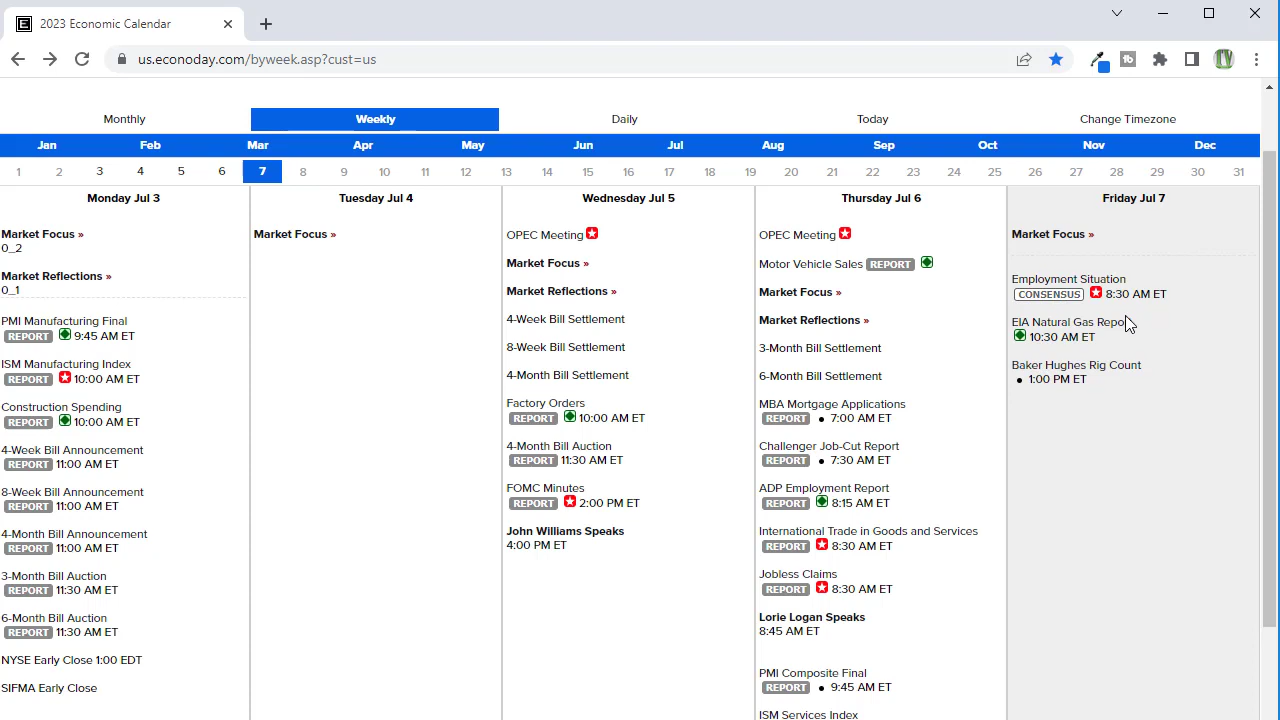 2023 Economic Calendar
us.econoday.com/byweek.asp?cust=us
Monthly Weekly Daily Today Change Timezone
Jan Feb Mar Apr May Jun Jul Aug Sep Oct Nov Dec
1 2 3 4 5 6 7 8 9 10 11 12 13 14 15 16 17 18 19 20 21 22 23 24 25 26 27 28 29 30 31
Monday Jul 3
Market Focus »
0_2
Market Reflections »
0_1
PMI Manufacturing Final
REPORT 9:45 AM ET
ISM Manufacturing Index
REPORT 10:00 AM ET
Construction Spending
REPORT 10:00 AM ET
4-Week Bill Announcement
REPORT 11:00 AM ET
8-Week Bill Announcement
REPORT 11:00 AM ET
4-Month Bill Announcement
REPORT 11:00 AM ET
3-Month Bill Auction
REPORT 11:30 AM ET
6-Month Bill Auction
REPORT 11:30 AM ET
NYSE Early Close 1:00 EDT
SIFMA Early Close
Tuesday Jul 4
Market Focus »
Wednesday Jul 5
OPEC Meeting
Market Focus »
Market Reflections »
4-Week Bill Settlement
8-Week Bill Settlement
4-Month Bill Settlement
Factory Orders
REPORT 10:00 AM ET
4-Month Bill Auction
REPORT 11:30 AM ET
FOMC Minutes
REPORT 2:00 PM ET
John Williams Speaks
4:00 PM ET
Thursday Jul 6
OPEC Meeting
Motor Vehicle Sales REPORT
Market Focus »
Market Reflections »
3-Month Bill Settlement
6-Month Bill Settlement
MBA Mortgage Applications
REPORT • 7:00 AM ET
Challenger Job-Cut Report
REPORT • 7:30 AM ET
ADP Employment Report
REPORT 8:15 AM ET
International Trade in Goods and Services
REPORT 8:30 AM ET
Jobless Claims
REPORT 8:30 AM ET
Lorie Logan Speaks
8:45 AM ET
PMI Composite Final
REPORT • 9:45 AM ET
ISM Services Index
Friday Jul 7
Market Focus »
Employment Situation
CONSENSUS 8:30 AM ET
EIA Natural Gas Report
10:30 AM ET
Baker Hughes Rig Count
• 1:00 PM ET